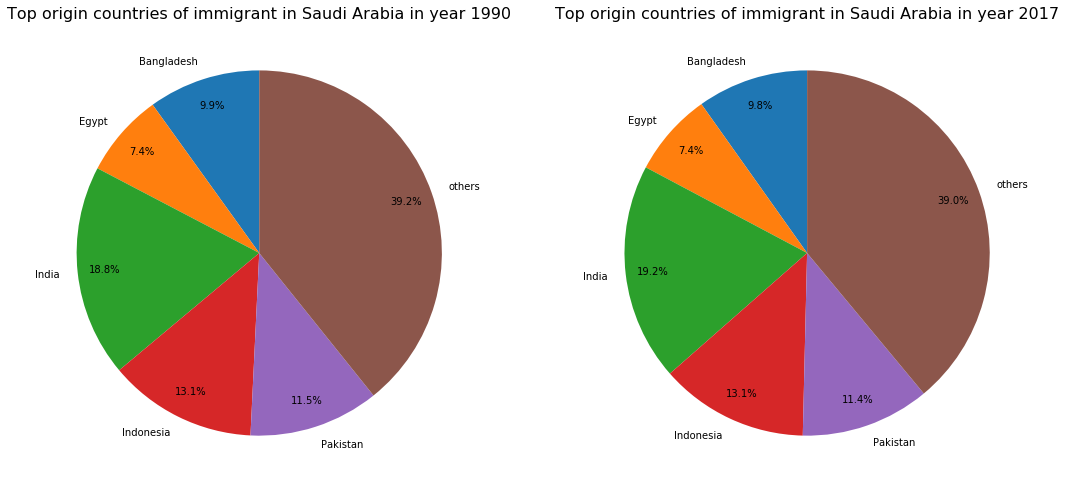 Top origin countries of immigrant in Saudi Arabia in year 1990
Bangladesh
9.9%
Egypt
7.4%
others
39.2%
India
18.8%
Indonesia
13.1%
Pakistan
11.5%
Top origin countries of immigrant in Saudi Arabia in year 2017
Bangladesh
9.8%
Egypt
7.4%
others
39.0%
India
19.2%
Indonesia
13.1%
Pakistan
11.4%